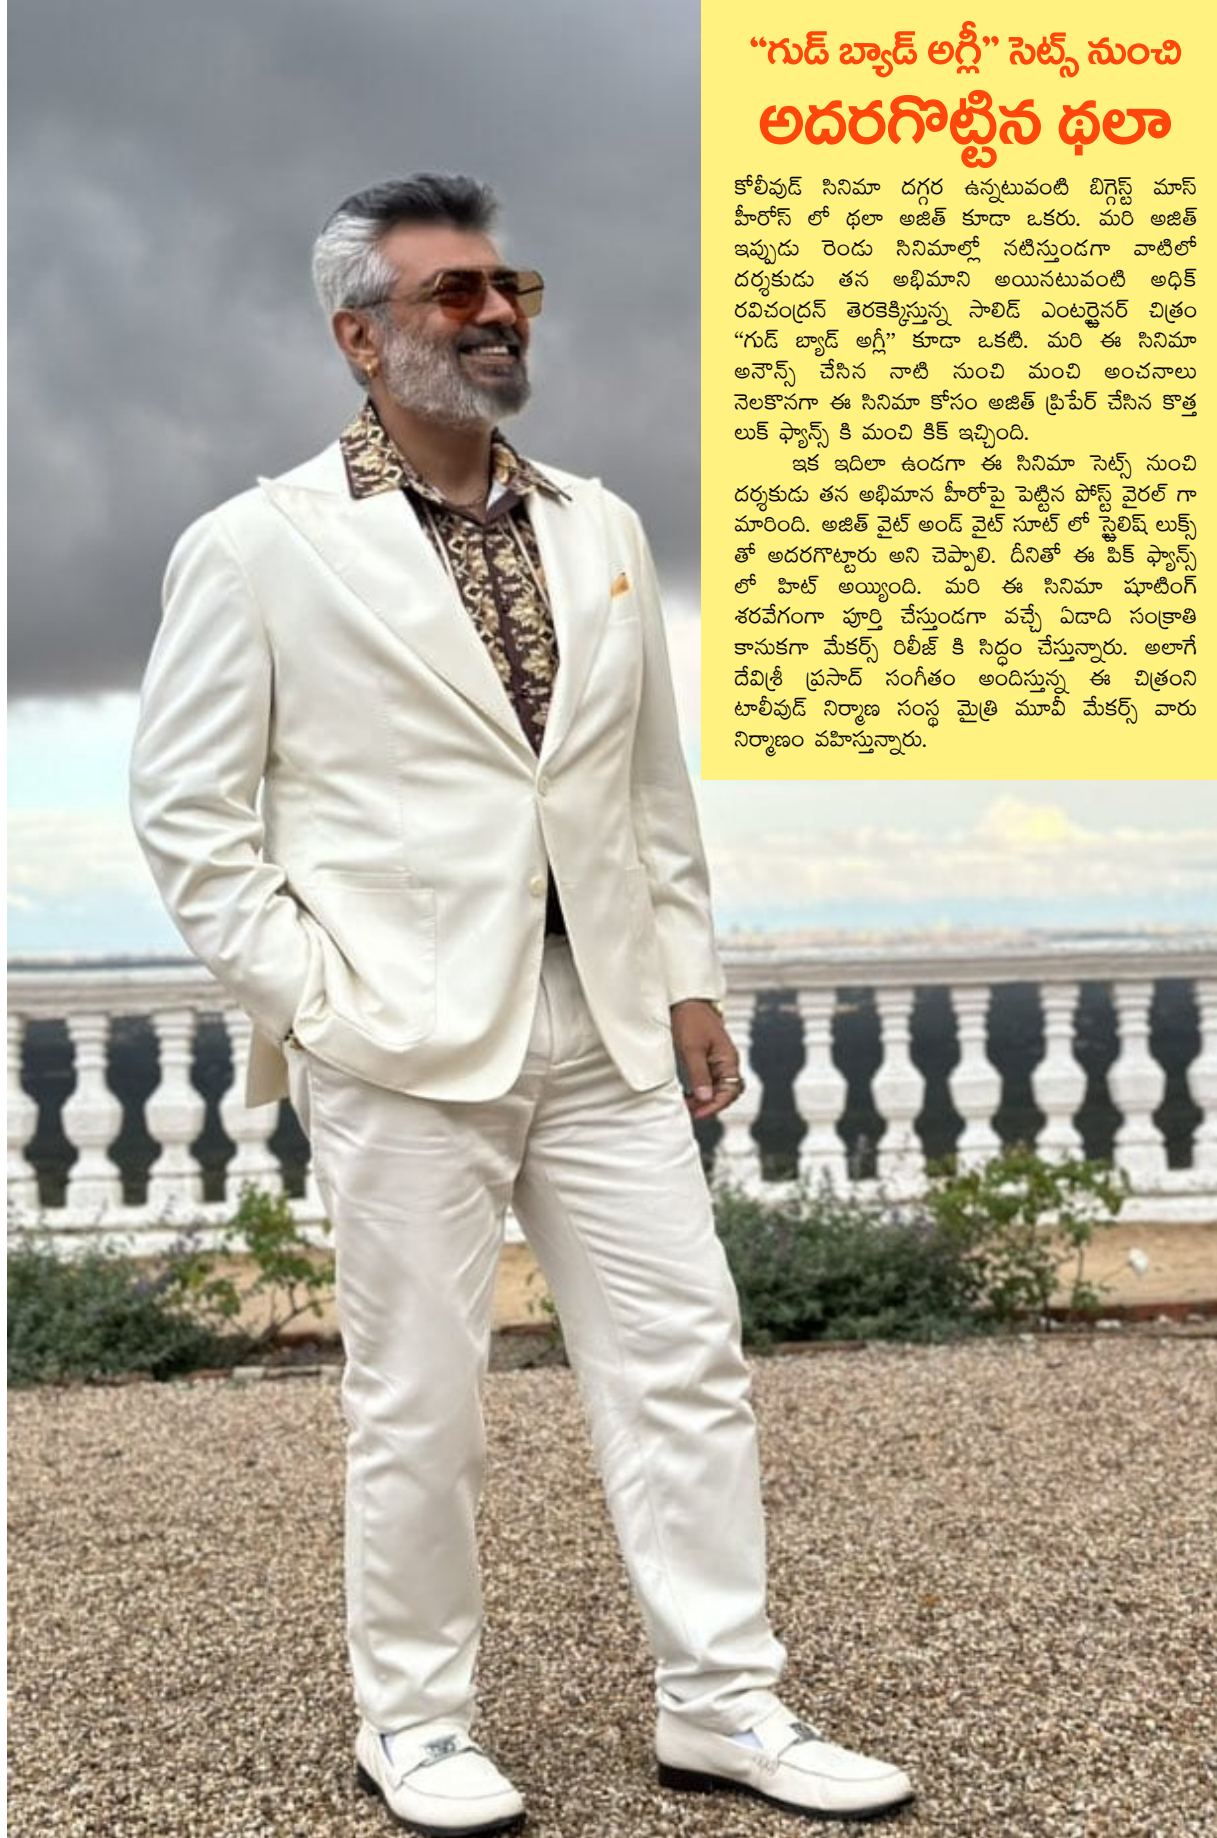 “గుడ్ బ్యాడ్ అగ్లీ” సెట్స్ నుంచి
అదరగొట్టిన థలా
కోలీవుడ్ సినిమా దగ్గర ఉన్నటువంటి బిగ్గెస్ట్ మాస్
హీరోస్ లో థలా అజిత్ కూడా ఒకరు. మరి అజిత్
ఇప్పుడు రెండు సినిమాల్లో నటిస్తుండగా వాటిలో
దర్శకుడు తన అభిమాని అయినటువంటి అధిక్
రవిచంద్రన్ తెరకెక్కిస్తున్న సాలిడ్ ఎంటర్టైనర్ చిత్రం
“గుడ్ బ్యాడ్ అగ్లీ” కూడా ఒకటి. మరి ఈ సినిమా
అనౌన్స్ చేసిన నాటి నుంచి మంచి అంచనాలు
నెలకొనగా ఈ సినిమా కోసం అజిత్ ప్రిపేర్ చేసిన కొత్త
లుక్ ఫ్యాన్స్ కి మంచి కిక్ ఇచ్చింది.
ఇక ఇదిలా ఉండగా ఈ సినిమా సెట్స్ నుంచి
దర్శకుడు తన అభిమాన హీరోపై పెట్టిన పోస్ట్ వైరల్ గా
మారింది. అజిత్ వైట్ అండ్ వైట్ సూట్ లో స్టైలిష్ లుక్స్
తో అదరగొట్టారు అని చెప్పాలి. దీనితో ఈ పిక్ ఫ్యాన్స్
లో హిట్ అయ్యింది. మరి ఈ సినిమా షూటింగ్
శరవేగంగా పూర్తి చేస్తుండగా వచ్చే ఏడాది సంక్రాతి
కానుకగా మేకర్స్ రిలీజ్ కి సిద్ధం చేస్తున్నారు. అలాగే
దేవిశ్రీ ప్రసాద్ సంగీతం అందిస్తున్న ఈ చిత్రంని
టాలీవుడ్ నిర్మాణ సంస్థ మైత్రి మూవీ మేకర్స్ వారు
నిర్మాణం వహిస్తున్నారు.